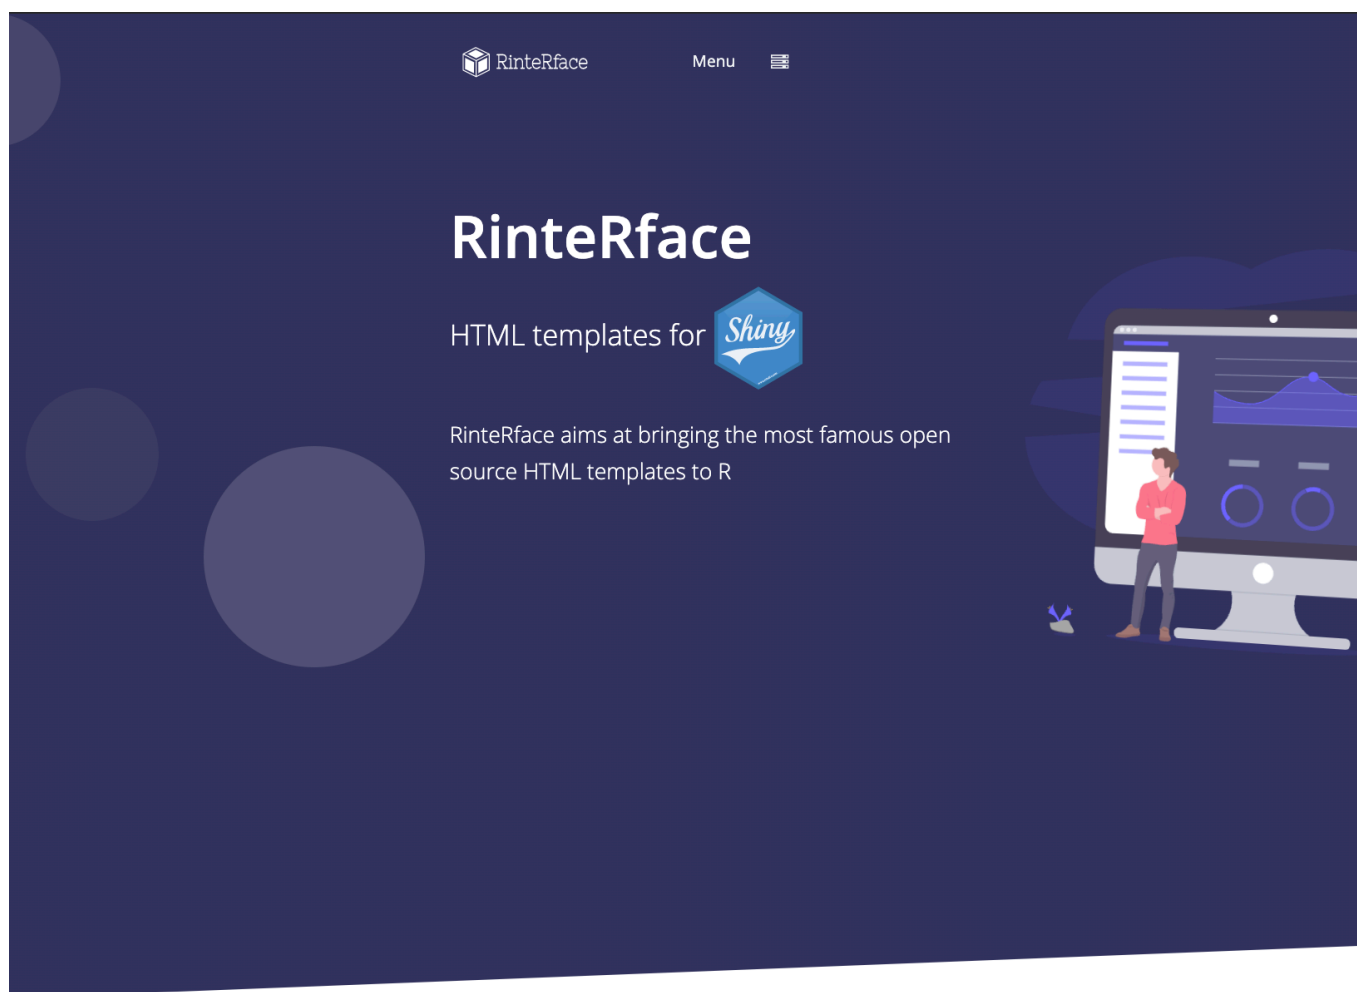 RinteRface
Menu
RinteRface
HTML templates for
Shiny
RinteRface aims at bringing the most famous open
source HTML templates to R